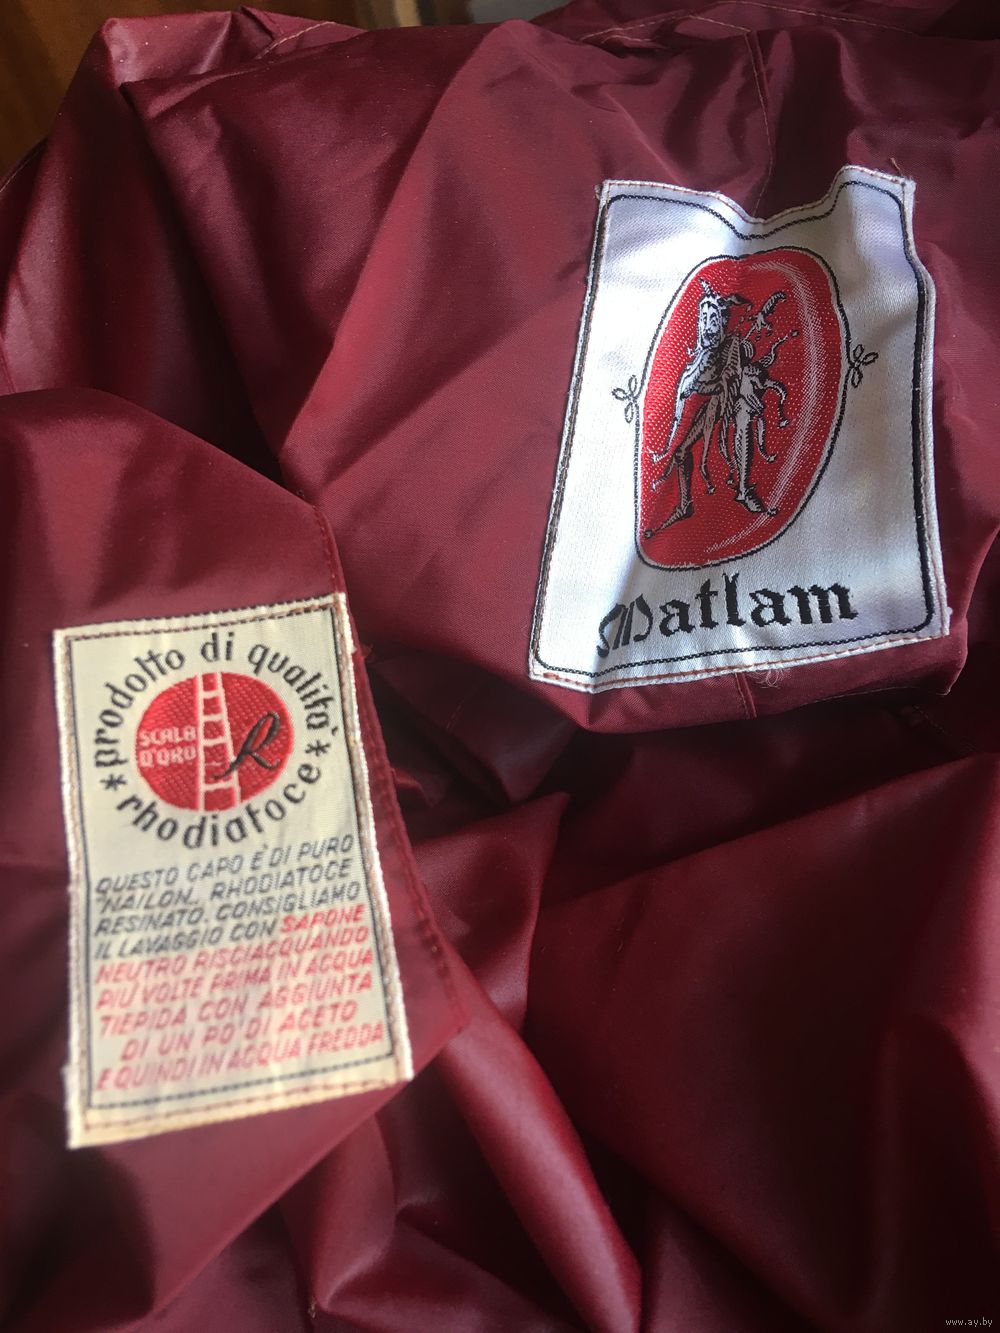 Matlam
prodotto di qualità
SCALA
D'ORO
R
rhodiatoce
QUESTO CAPO È DI PURO
"NAILON„ RHODIATOCE
RESINATO. CONSIGLIAMO
IL LAVAGGIO CON SAPONE
NEUTRO RISCIACQUANDO
PIÙ VOLTE PRIMA IN ACQUA
TIEPIDA CON AGGIUNTA
DI UN PO' DI ACETO
E QUINDI IN ACQUA FREDDA
www.ay.by